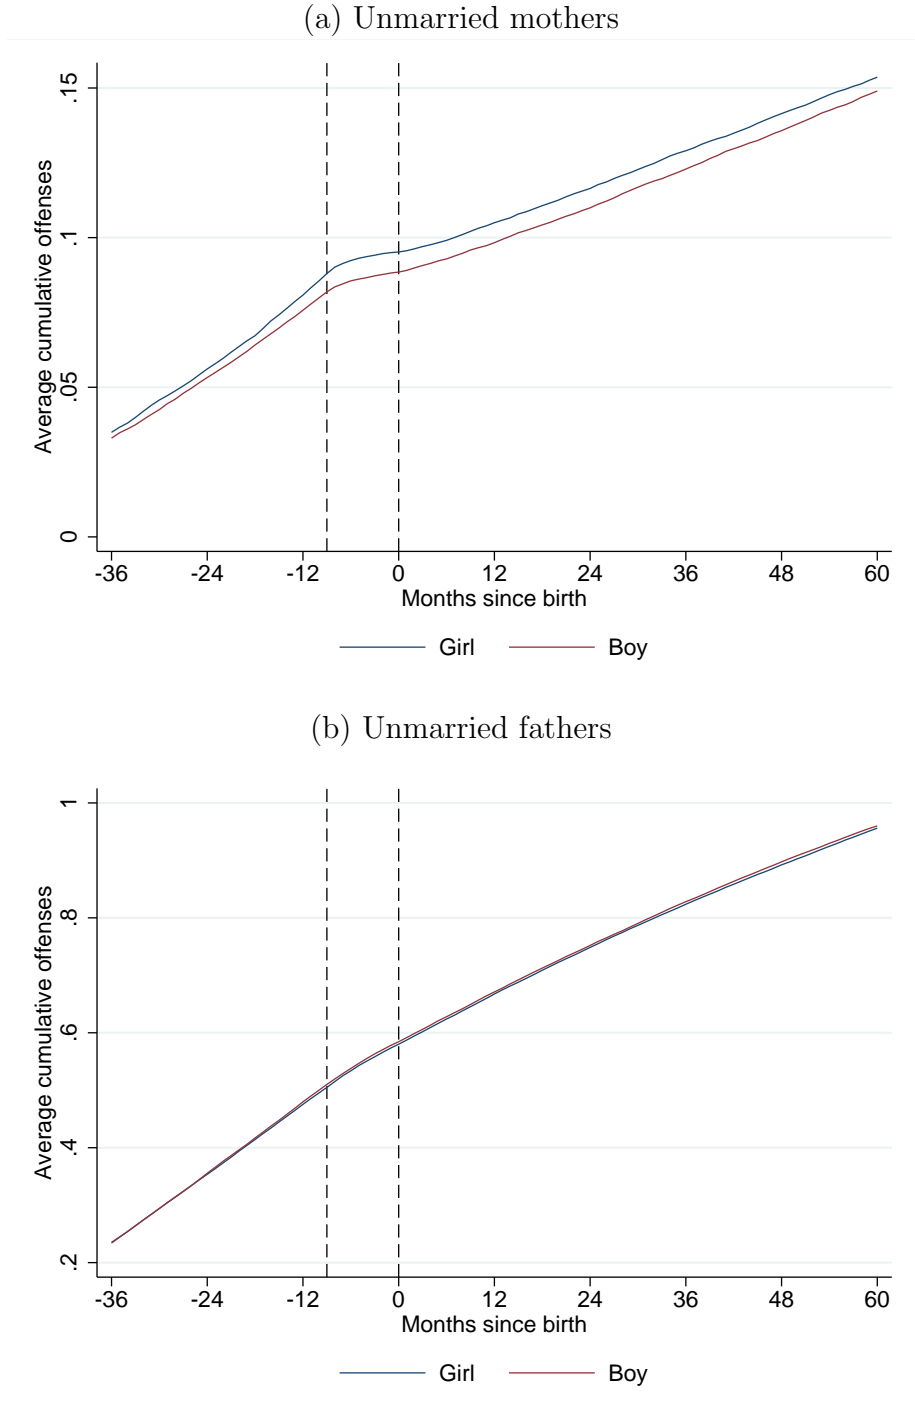 (a) Unmarried mothers
.15
.1
.05
0
Average cumulative offenses
-36 -24 -12 0 12 24 36 48 60
Months since birth
Girl Boy
(b) Unmarried fathers
1
.8
.6
.4
.2
Average cumulative offenses
-36 -24 -12 0 12 24 36 48 60
Months since birth
Girl Boy